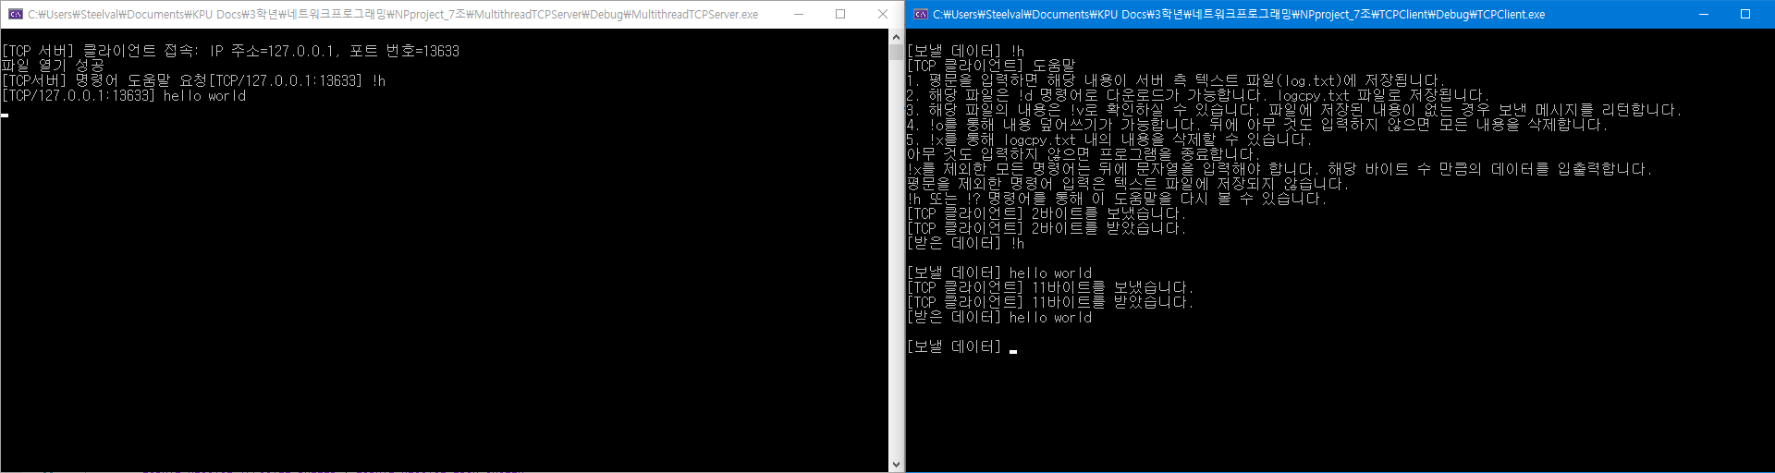 C:₩Users₩Steelval₩Documents₩KPU Docs₩3학년₩네트워크프로그래밍₩NPproject_7조₩MultithreadTCPServer₩Debug₩MultithreadTCPServer.exe
[TCP 서버] 클라이언트 접속: IP 주소=127.0.0.1, 포트 번호=13633
파일 열기 성공
[TCP서버] 명령어 도움말 요청[TCP/127.0.0.1:13633] !h
[TCP/127.0.0.1:13633] hello world
C:₩Users₩Steelval₩Documents₩KPU Docs₩3학년₩네트워크프로그래밍₩NPproject_7조₩TCPClient₩Debug₩TCPClient.exe
[보낼 데이터] !h
[TCP 클라이언트] 도움말
1. 평문을 입력하면 해당 내용이 서버 측 텍스트 파일(log.txt)에 저장됩니다.
2. 해당 파일은 !d 명령어로 다운로드가 가능합니다. logcpy.txt 파일로 저장됩니다.
3. 해당 파일의 내용은 !v로 확인하실 수 있습니다. 파일에 저장된 내용이 없는 경우 보낸 메시지를 리턴합니다.
4. !o를 통해 내용 덮어쓰기가 가능합니다. 뒤에 아무 것도 입력하지 않으면 모든 내용을 삭제합니다.
5. !x를 통해 logcpy.txt 내의 내용을 삭제할 수 있습니다.
아무 것도 입력하지 않으면 프로그램을 종료합니다.
!x를 제외한 모든 명령어는 뒤에 문자열을 입력해야 합니다. 해당 바이트 수 만큼의 데이터를 입출력합니다.
평문을 제외한 명령어 입력은 텍스트 파일에 저장되지 않습니다.
!h 또는 !? 명령어를 통해 이 도움말을 다시 볼 수 있습니다.
[TCP 클라이언트] 2바이트를 보냈습니다.
[TCP 클라이언트] 2바이트를 받았습니다.
[받은 데이터] !h
[보낼 데이터] hello world
[TCP 클라이언트] 11바이트를 보냈습니다.
[TCP 클라이언트] 11바이트를 받았습니다.
[받은 데이터] hello world
[보낼 데이터]